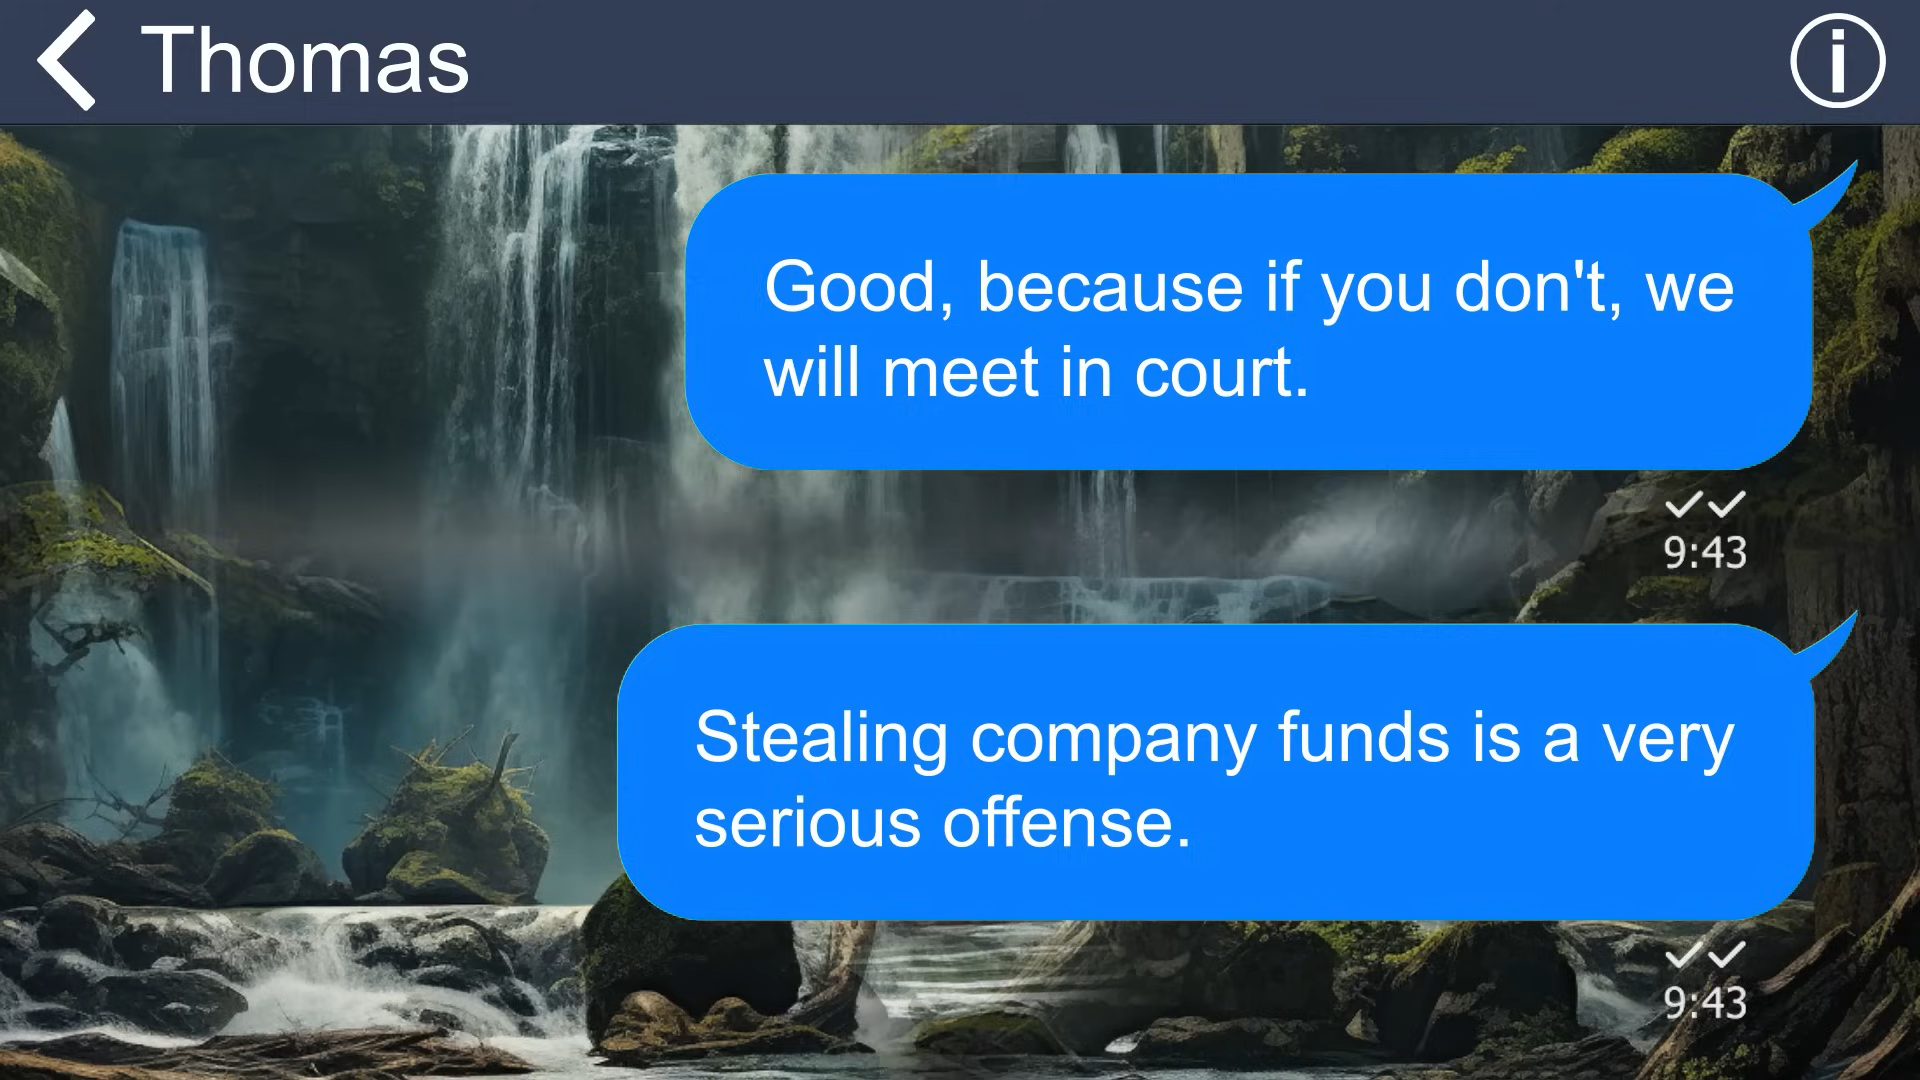 Thomas
Good, because if you don't, we
will meet in court.
9:43
Stealing company funds is a very
serious offense.
9:43